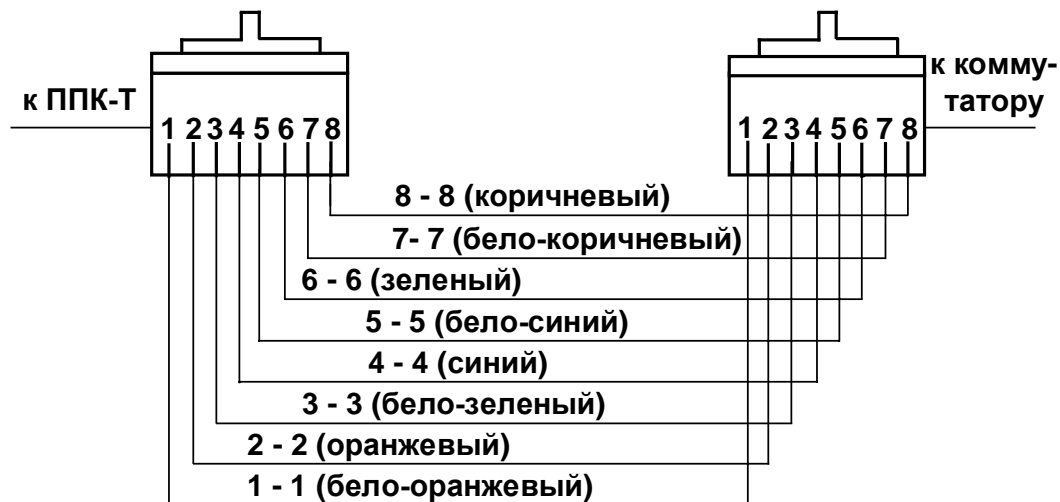 к ППК-Т
к комму-
татору
1 2 3 4 5 6 7 8
1 2 3 4 5 6 7 8
8 - 8 (коричневый)
7- 7 (бело-коричневый)
6 - 6 (зеленый)
5 - 5 (бело-синий)
4 - 4 (синий)
3 - 3 (бело-зеленый)
2 - 2 (оранжевый)
1 - 1 (бело-оранжевый)